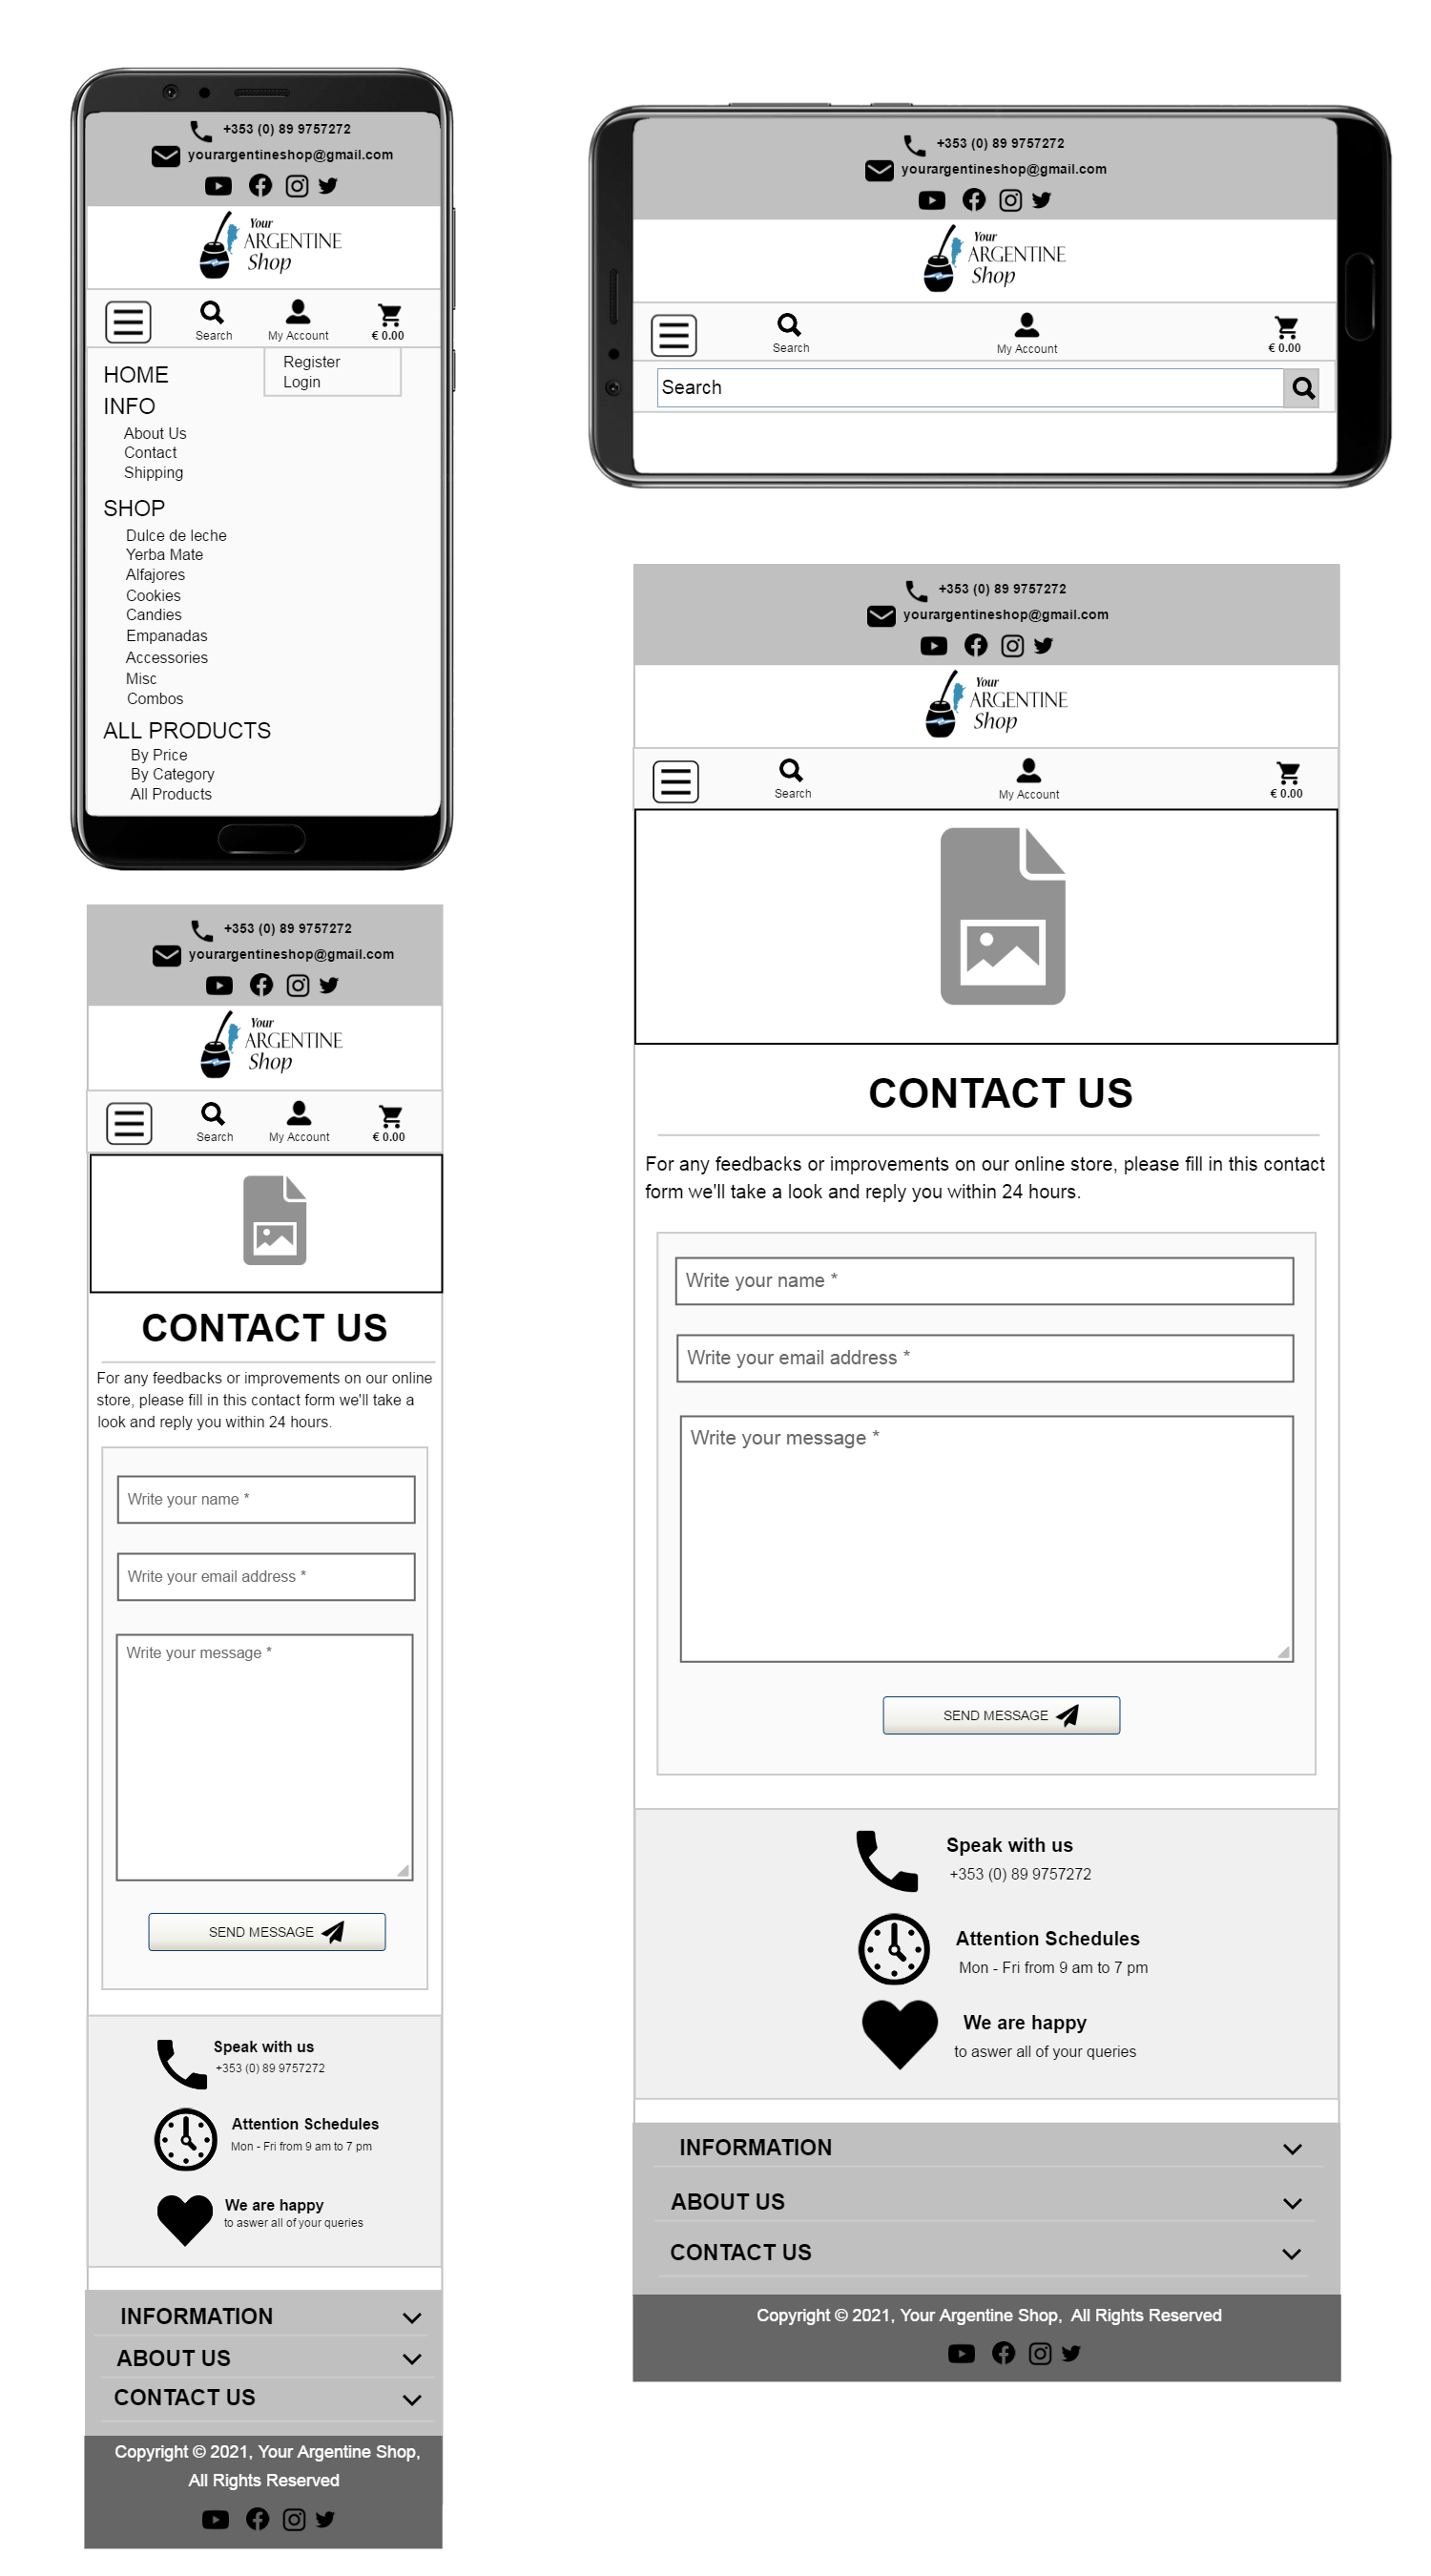 +353 (0) 89 9757272
yourargentineshop@gmail.com
Your
ARGENTINE
Shop
Search
My Account
€ 0.00
Register
Login
HOME
INFO
About Us
Contact
Shipping
SHOP
Dulce de leche
Yerba Mate
Alfajores
Cookies
Candies
Empanadas
Accessories
Misc
Combos
ALL PRODUCTS
By Price
By Category
All Products
+353 (0) 89 9757272
yourargentineshop@gmail.com
Your
ARGENTINE
Shop
Search
My Account
€ 0.00
Search
+353 (0) 89 9757272
yourargentineshop@gmail.com
Your
ARGENTINE
Shop
Search
My Account
€ 0.00
CONTACT US
For any feedbacks or improvements on our online
store, please fill in this contact form we'll take a
look and reply you within 24 hours.
Write your name *
Write your email address *
Write your message *
SEND MESSAGE
Speak with us
+353 (0) 89 9757272
Attention Schedules
Mon - Fri from 9 am to 7 pm
We are happy
to aswer all of your queries
INFORMATION
ABOUT US
CONTACT US
Copyright © 2021, Your Argentine Shop,
All Rights Reserved
+353 (0) 89 9757272
yourargentineshop@gmail.com
Your
ARGENTINE
Shop
Search
My Account
€ 0.00
CONTACT US
For any feedbacks or improvements on our online store, please fill in this contact
form we'll take a look and reply you within 24 hours.
Write your name *
Write your email address *
Write your message *
SEND MESSAGE
Speak with us
+353 (0) 89 9757272
Attention Schedules
Mon - Fri from 9 am to 7 pm
We are happy
to aswer all of your queries
INFORMATION
ABOUT US
CONTACT US
Copyright © 2021, Your Argentine Shop, All Rights Reserved